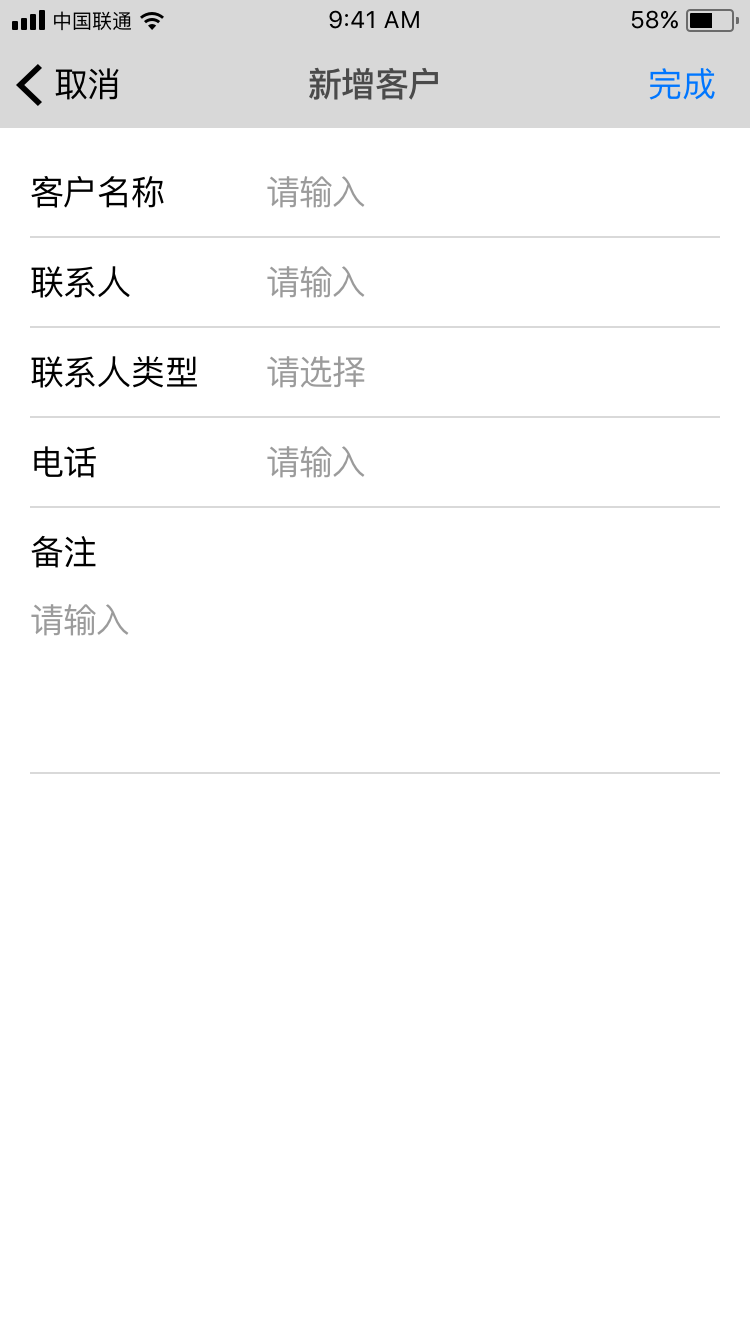 中国联通 9:41 AM 58%
取消 新增客户 完成
客户名称 请输入
联系人 请输入
联系人类型 请选择
电话 请输入
备注
请输入